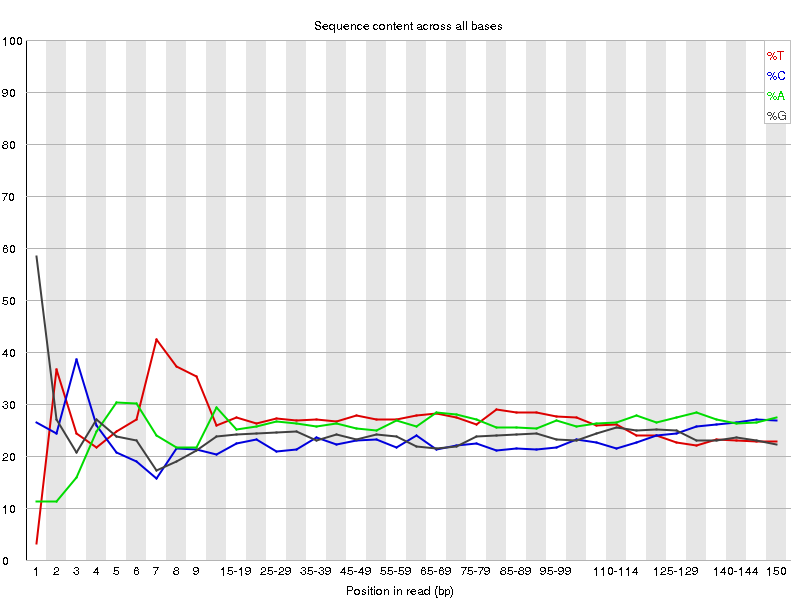 Sequence content across all bases
100
90
80
70
60
50
40
30
20
10
0
%T
%C
%A
%G
1 2 3 4 5 6 7 8 9 15-19 25-29 35-39 45-49 55-59 65-69 75-79 85-89 95-99 110-114 125-129 140-144 150
Position in read (bp)